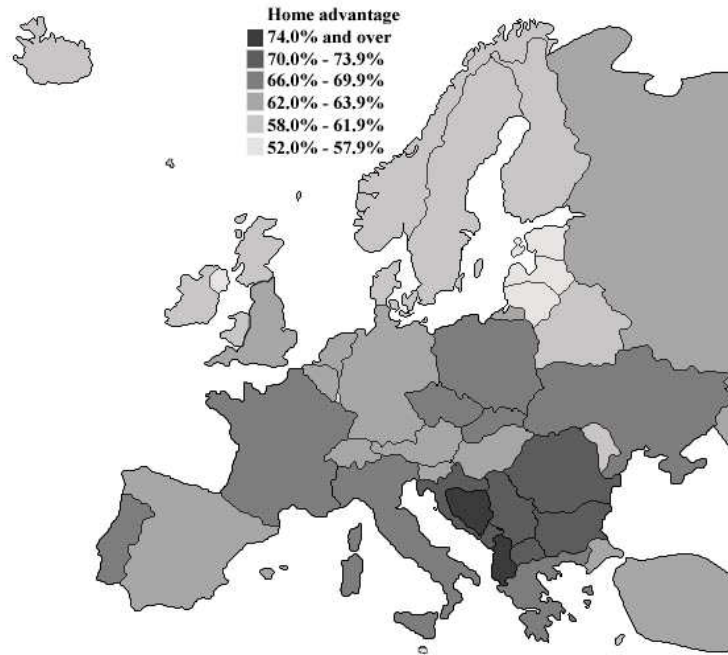 Home advantage
74.0% and over
70.0% - 73.9%
66.0% - 69.9%
62.0% - 63.9%
58.0% - 61.9%
52.0% - 57.9%